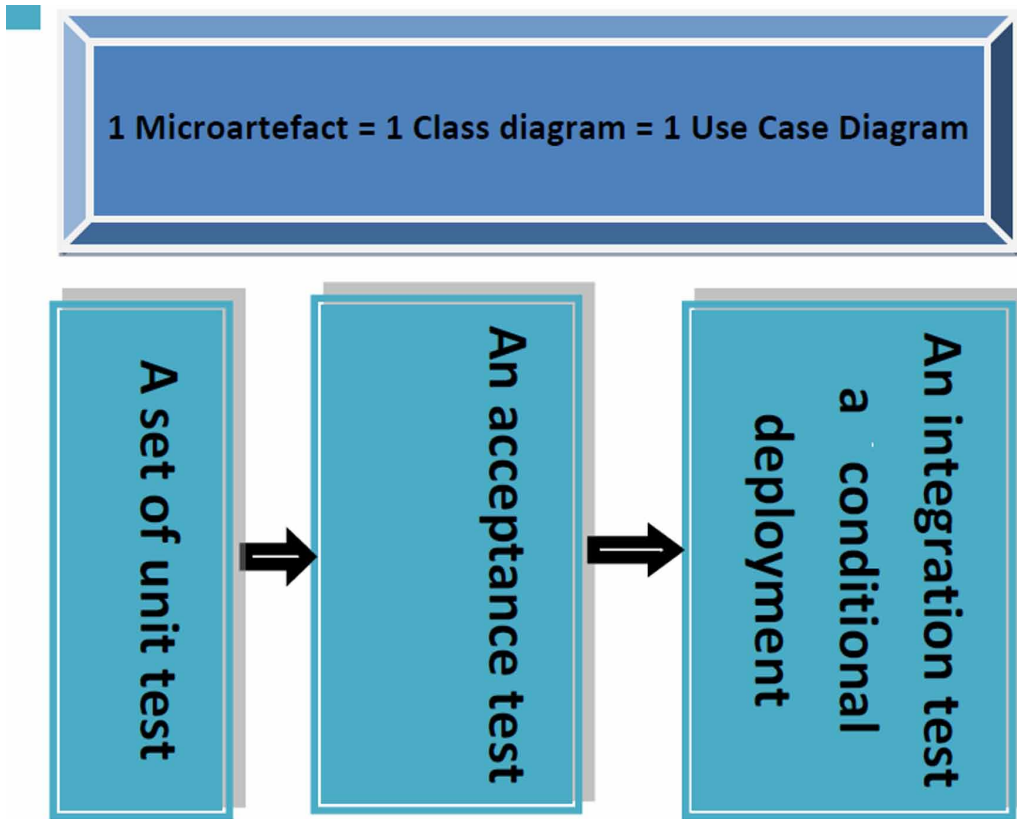 1 Microartefact = 1 Class diagram = 1 Use Case Diagram
A set of unit test
An acceptance test
An integration test
a conditional
deployment